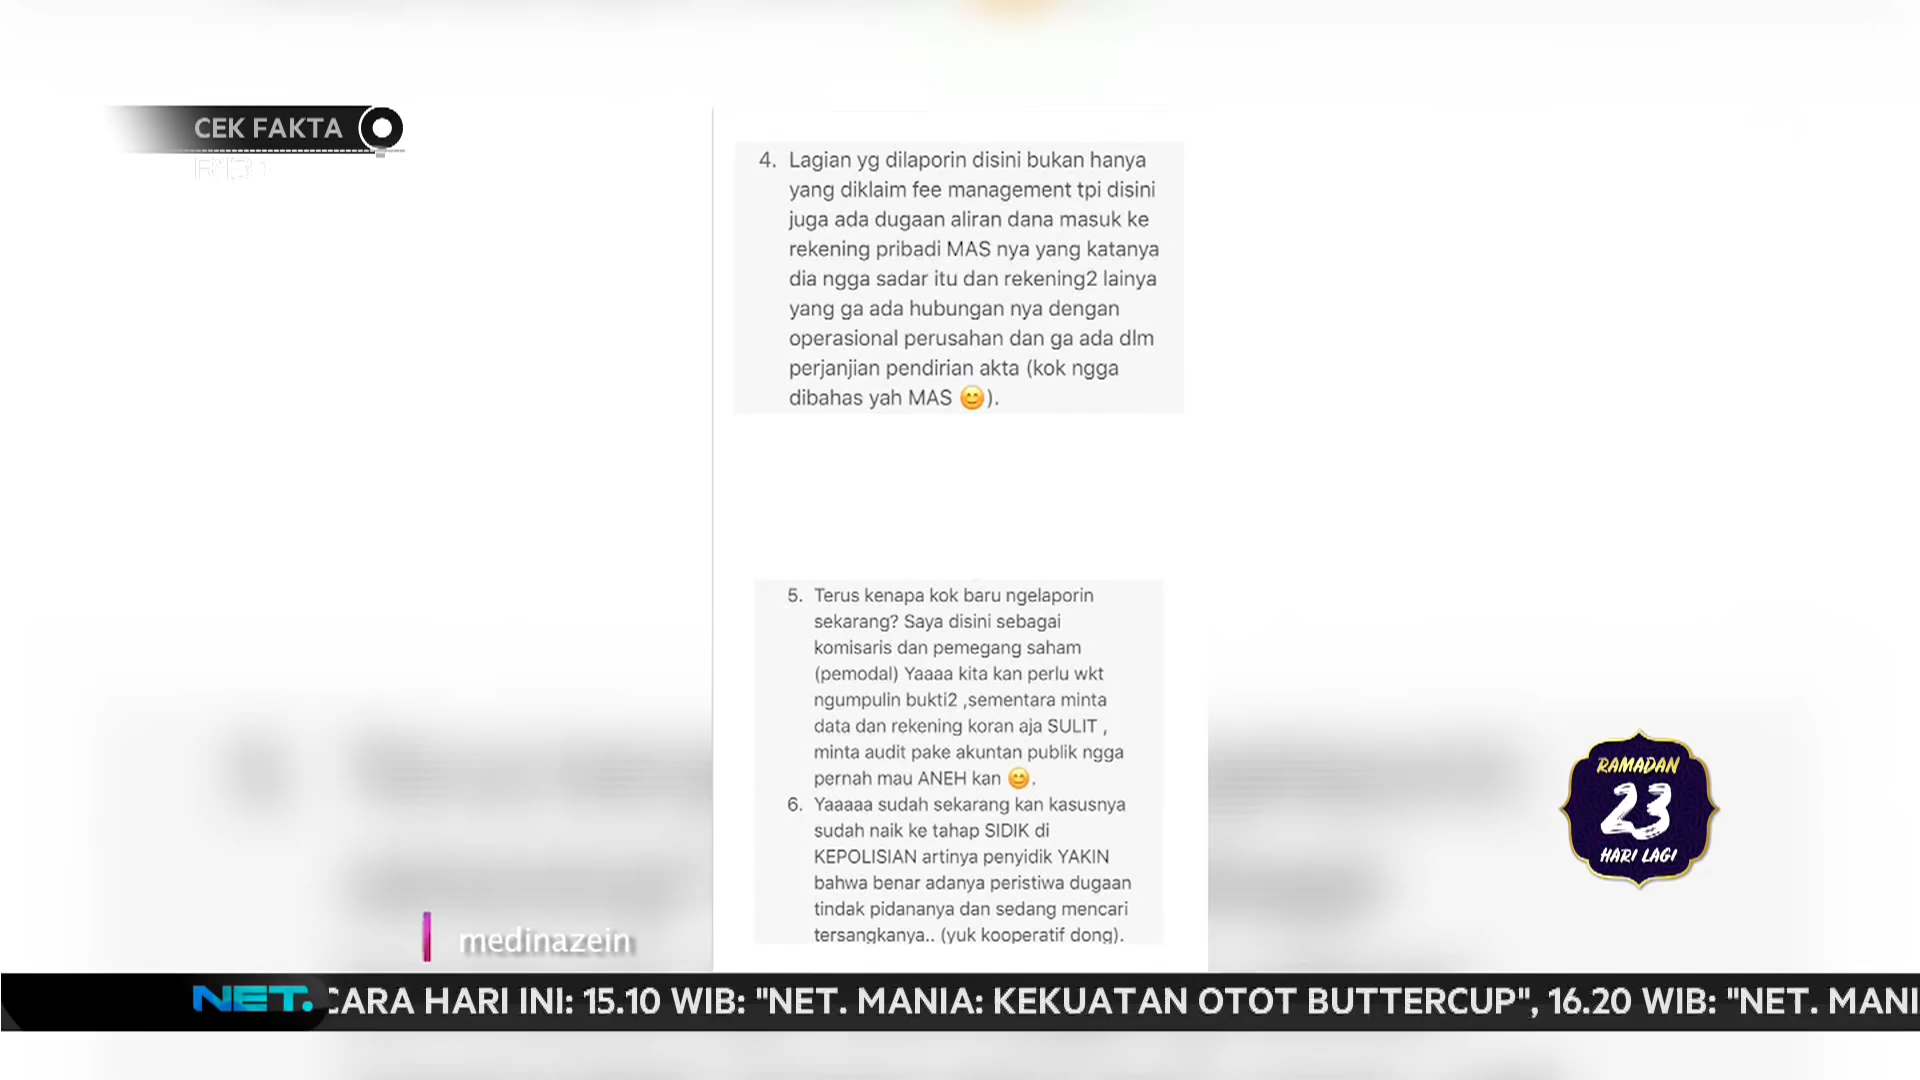 CEK FAKTA
R13+
4. Lagian yg dilaporin disini bukan hanya
yang diklaim fee management tpi disini
juga ada dugaan aliran dana masuk ke
rekening pribadi MAS nya yang katanya
dia ngga sadar itu dan rekening2 lainya
yang ga ada hubungan nya dengan
operasional perusahan dan ga ada dlm
perjanjian pendirian akta (kok ngga
dibahas yah MAS 😊).
5. Terus kenapa kok baru ngelaporin
sekarang? Saya disini sebagai
komisaris dan pemegang saham
(pemodal) Yaaaa kita kan perlu wkt
ngumpulin bukti2 ,sementara minta
data dan rekening koran aja SULIT ,
minta audit pake akuntan publik ngga
pernah mau ANEH kan 😊.
6. Yaaaaa sudah sekarang kan kasusnya
sudah naik ke tahap SIDIK di
KEPOLISIAN artinya penyidik YAKIN
bahwa benar adanya peristiwa dugaan
tindak pidananya dan sedang mencari
tersangkanya.. (yuk kooperatif dong).
RAMADAN
23
HARI LAGI
medinazein
NET. CARA HARI INI: 15.10 WIB: "NET. MANIA: KEKUATAN OTOT BUTTERCUP", 16.20 WIB: "NET. MANI